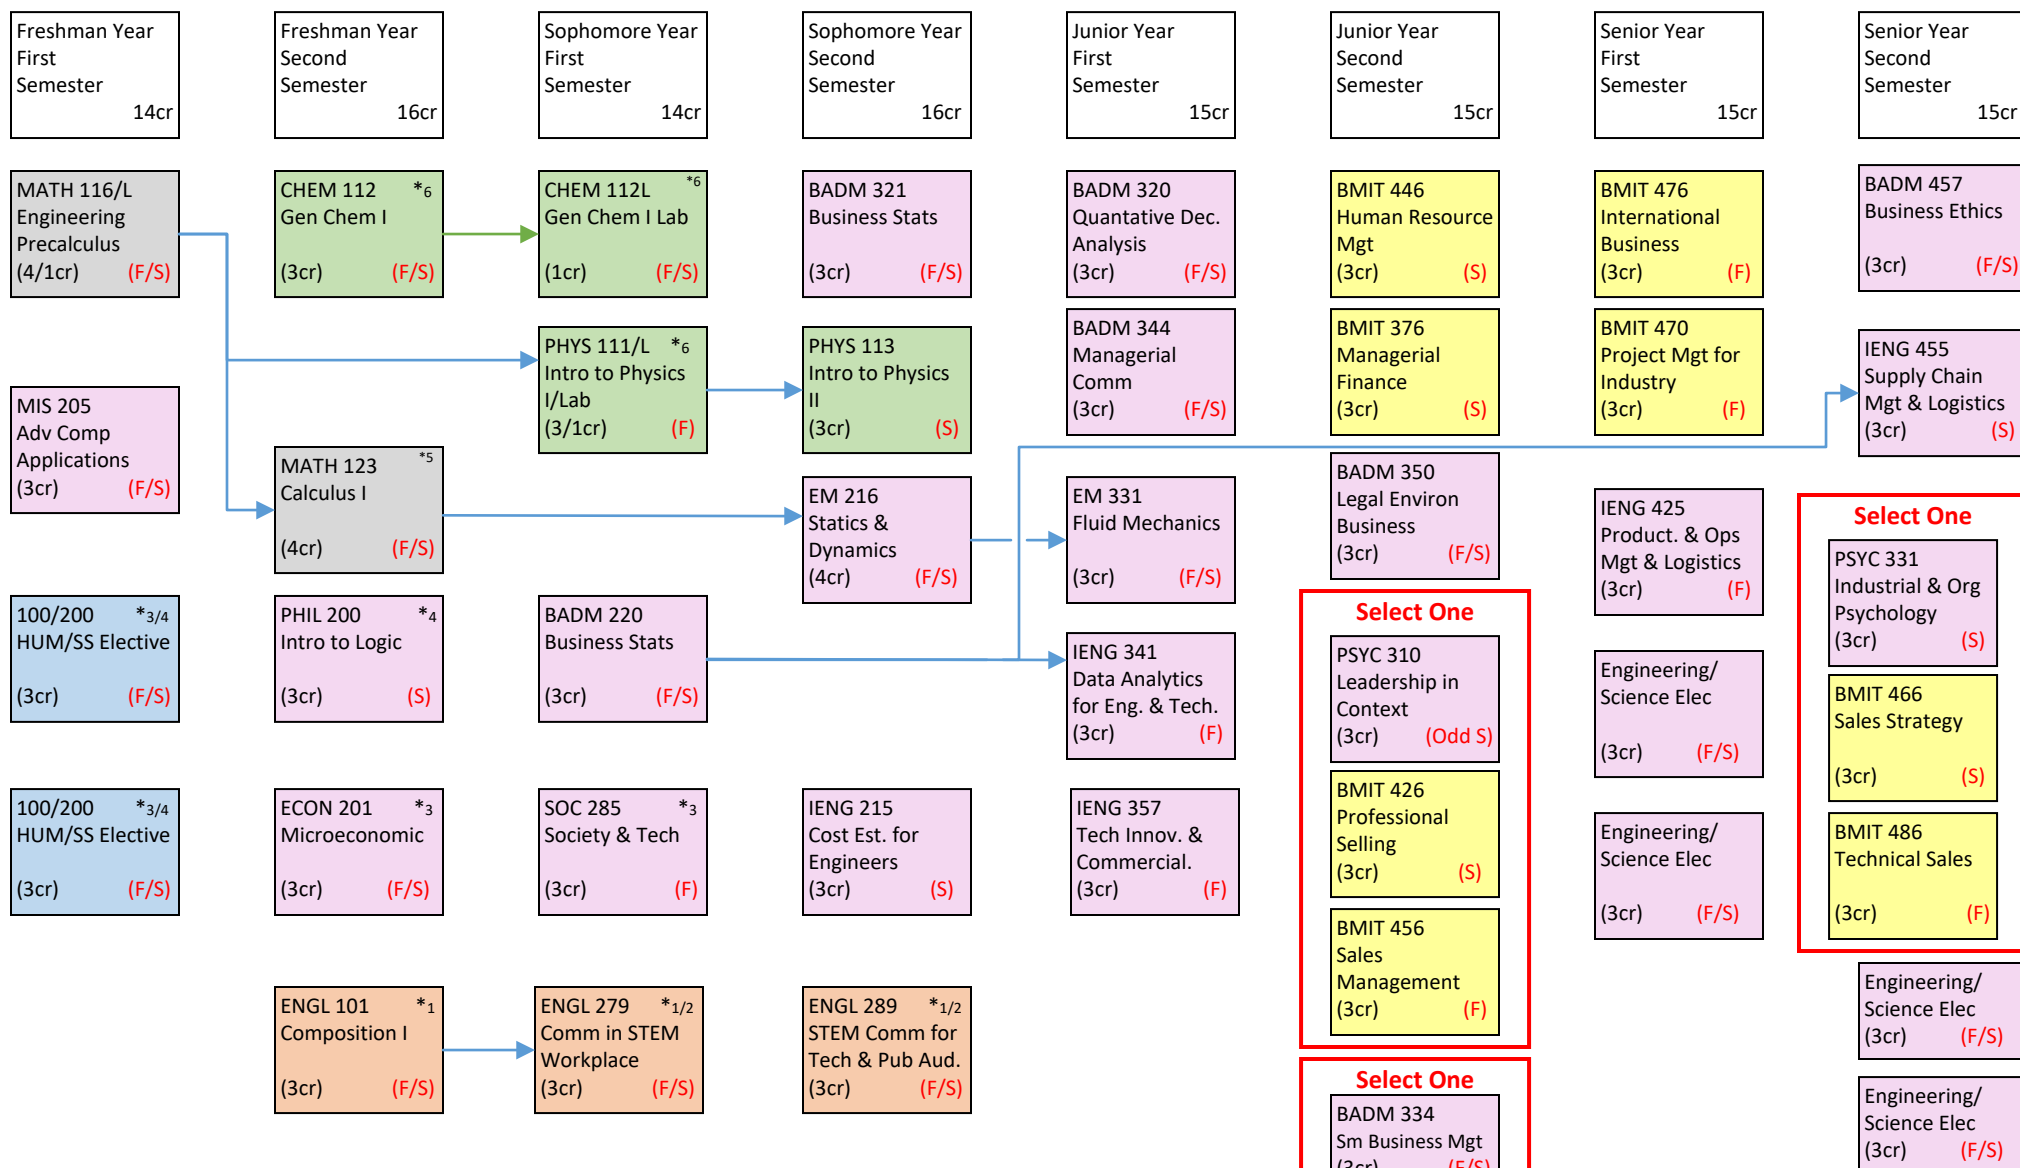 Freshman Year
First
Semester
14cr
Freshman Year
Second
Semester
16cr
Sophomore Year
First
Semester
14cr
Sophomore Year
Second
Semester
16cr
Junior Year
First
Semester
15cr
Junior Year
Second
Semester
15cr
Senior Year
First
Semester
15cr
Senior Year
Second
Semester
15cr
MATH 116/L
Engineering
Precalculus
(4/1cr) (F/S)
MIS 205
Adv Comp
Applications
(3cr) (F/S)
100/200 *3/4
HUM/SS Elective
(3cr) (F/S)
100/200 *3/4
HUM/SS Elective
(3cr) (F/S)
CHEM 112 *6
Gen Chem I
(3cr) (F/S)
MATH 123 *5
Calculus I
(4cr) (F/S)
PHIL 200 *4
Intro to Logic
(3cr) (S)
ECON 201 *3
Microeconomic
(3cr) (F/S)
ENGL 101 *1
Composition I
(3cr) (F/S)
CHEM 112L *6
Gen Chem I Lab
(1cr) (F/S)
PHYS 111/L *6
Intro to Physics
I/Lab
(3/1cr) (F)
BADM 220
Business Stats
(3cr) (F/S)
SOC 285 *3
Society & Tech
(3cr) (F)
ENGL 279 *1/2
Comm in STEM
Workplace
(3cr) (F/S)
BADM 321
Business Stats
(3cr) (F/S)
PHYS 113
Intro to Physics
II
(3cr) (S)
EM 216
Statics &
Dynamics
(4cr) (F/S)
IENG 215
Cost Est. for
Engineers
(3cr) (S)
ENGL 289 *1/2
STEM Comm for
Tech & Pub Aud.
(3cr) (F/S)
BADM 320
Quantative Dec.
Analysis
(3cr) (F/S)
BADM 344
Managerial
Comm
(3cr) (F/S)
EM 331
Fluid Mechanics
(3cr) (F/S)
IENG 341
Data Analytics
for Eng. & Tech.
(3cr) (F)
IENG 357
Tech Innov. &
Commercial.
(3cr) (F)
BMIT 446
Human Resource
Mgt
(3cr) (S)
BMIT 376
Managerial
Finance
(3cr) (S)
BADM 350
Legal Environ
Business
(3cr) (F/S)
Select One
PSYC 310
Leadership in
Context
(3cr) (Odd S)
BMIT 426
Professional
Selling
(3cr) (S)
BMIT 456
Sales
Management
(3cr) (F)
Select One
BADM 334
Sm Business Mgt
(3cr) (F/S)
BMIT 476
International
Business
(3cr) (F)
BMIT 470
Project Mgt for
Industry
(3cr) (F)
IENG 425
Product. & Ops
Mgt & Logistics
(3cr) (F)
Engineering/
Science Elec
(3cr) (F/S)
Engineering/
Science Elec
(3cr) (F/S)
BADM 457
Business Ethics
(3cr) (F/S)
IENG 455
Supply Chain
Mgt & Logistics
(3cr) (S)
Select One
PSYC 331
Industrial & Org
Psychology
(3cr) (S)
BMIT 466
Sales Strategy
(3cr) (S)
BMIT 486
Technical Sales
(3cr) (F)
Engineering/
Science Elec
(3cr) (F/S)
Engineering/
Science Elec
(3cr) (F/S)